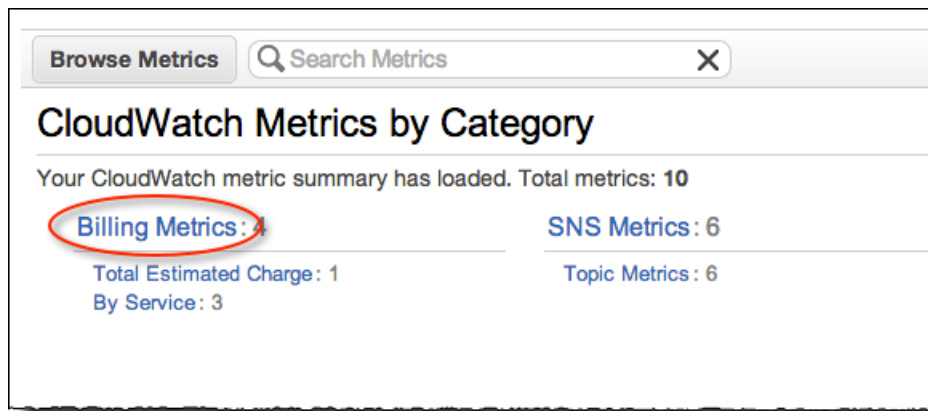 Browse Metrics Search Metrics
CloudWatch Metrics by Category
Your CloudWatch metric summary has loaded. Total metrics: 10
Billing Metrics: 4 SNS Metrics: 6
Total Estimated Charge: 1 Topic Metrics: 6
By Service: 3